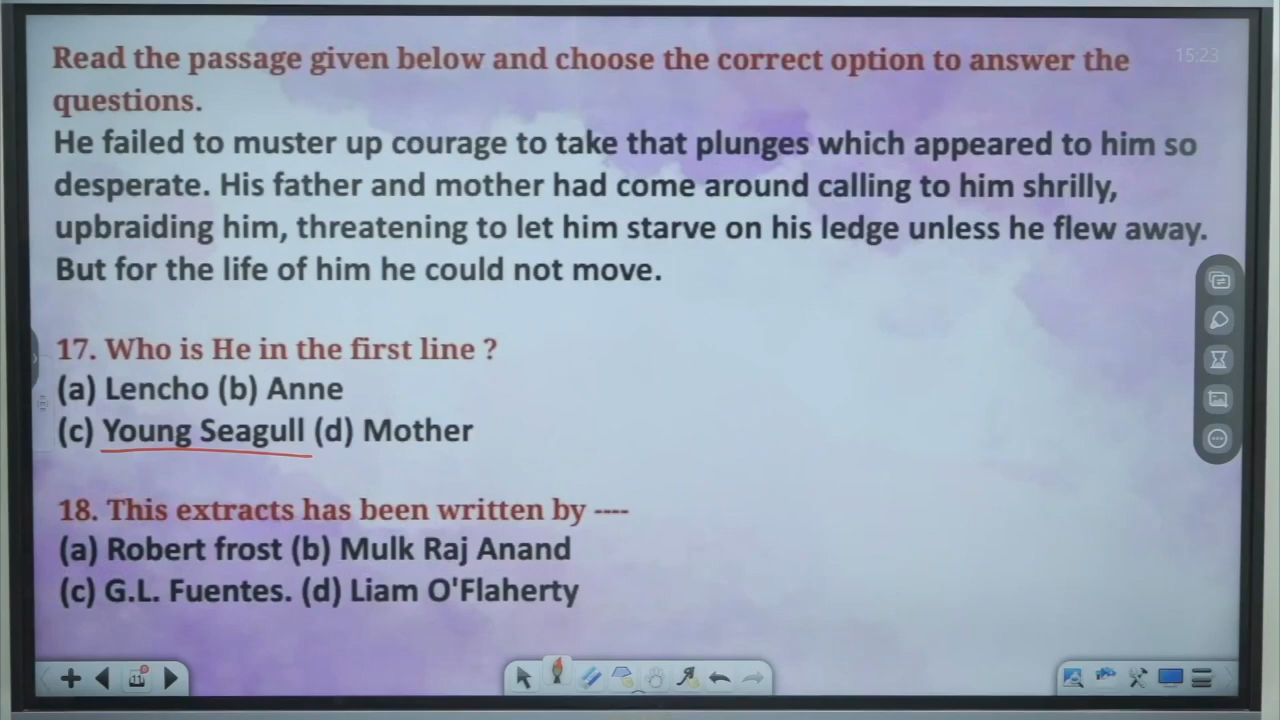 15:23
Read the passage given below and choose the correct option to answer the
questions.
He failed to muster up courage to take that plunges which appeared to him so
desperate. His father and mother had come around calling to him shrilly,
upbraiding him, threatening to let him starve on his ledge unless he flew away.
But for the life of him he could not move.
17. Who is He in the first line ?
(a) Lencho (b) Anne
(c) Young Seagull (d) Mother
18. This extracts has been written by ----
(a) Robert frost (b) Mulk Raj Anand
(c) G.L. Fuentes. (d) Liam O'Flaherty
11